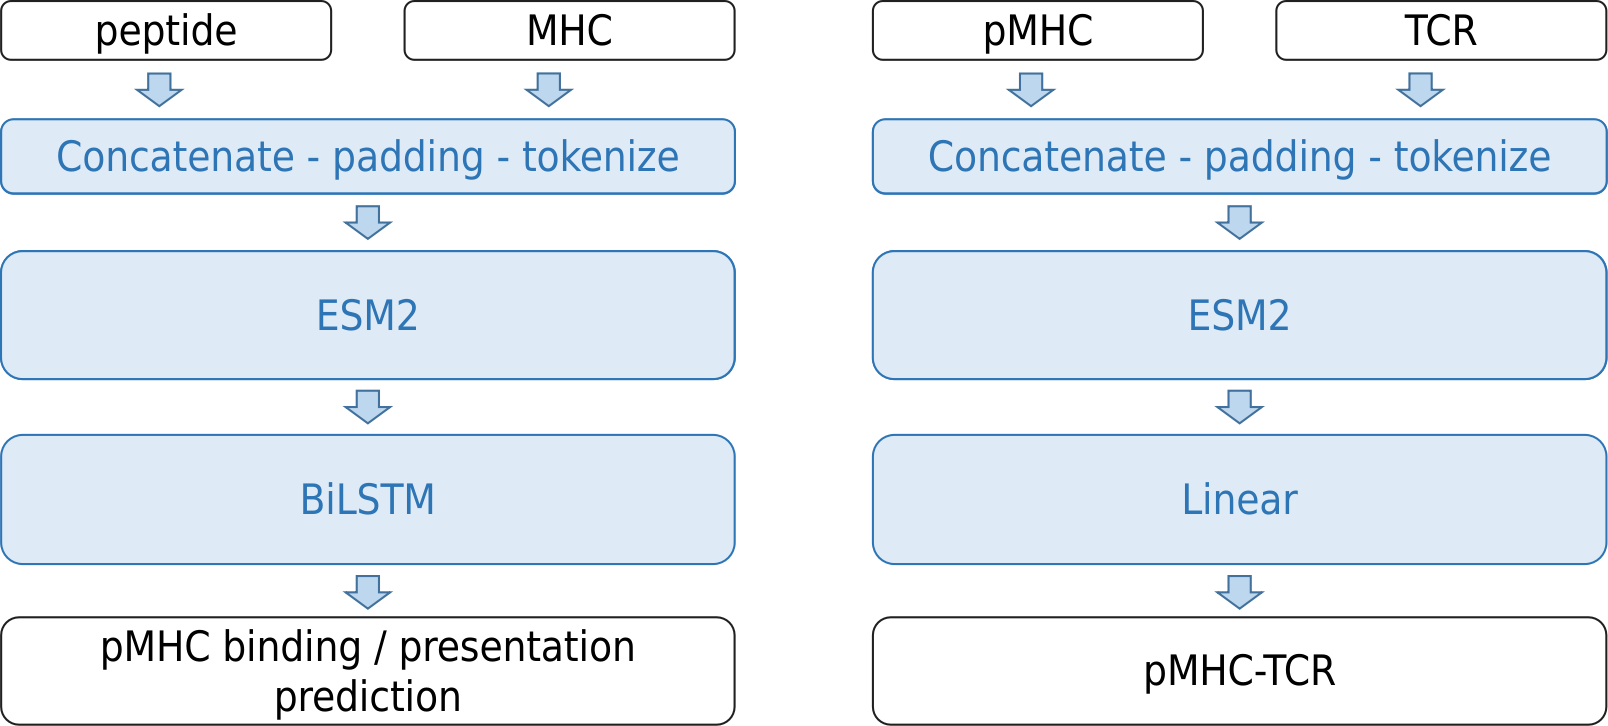 peptide
MHC
Concatenate - padding - tokenize
ESM2
BiLSTM
pMHC binding / presentation
prediction
pMHC
TCR
Concatenate - padding - tokenize
ESM2
Linear
pMHC-TCR